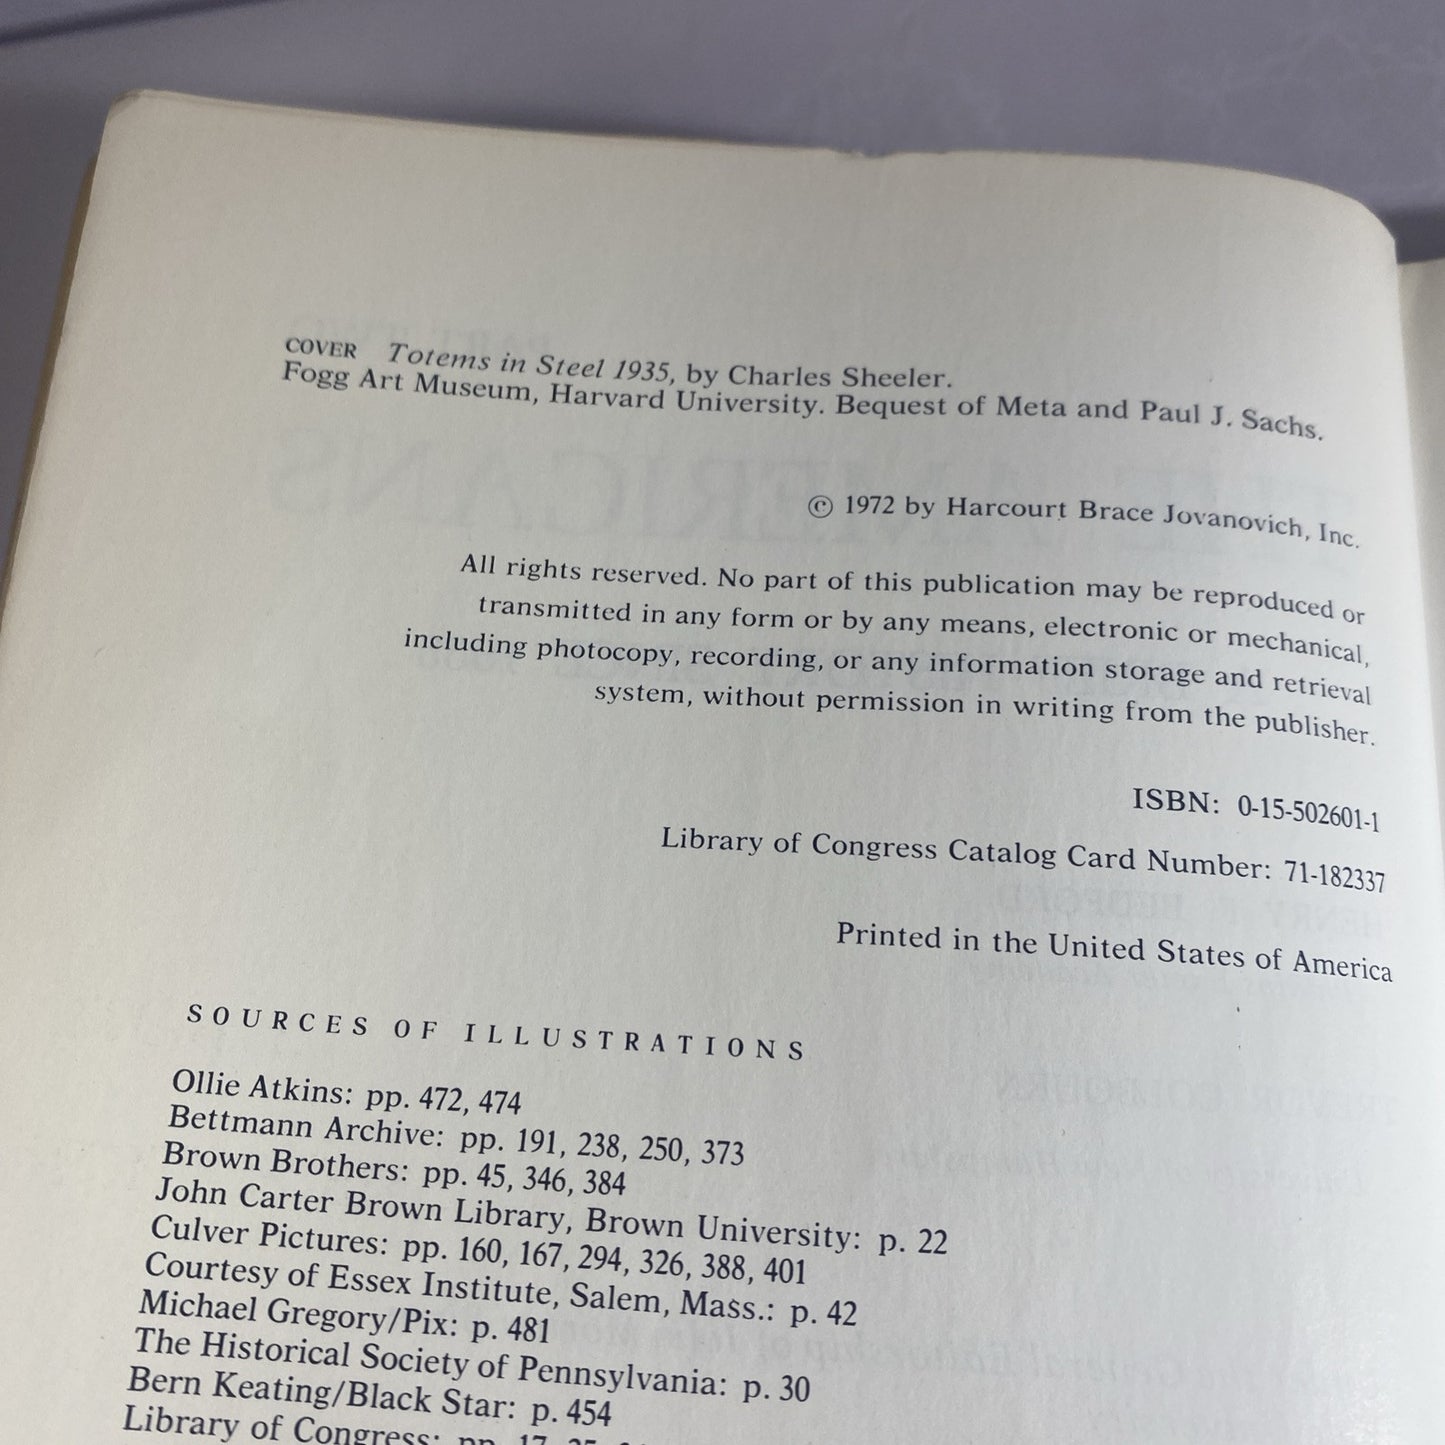 COVER Totems in Steel 1935, by Charles Sheeler.
Fogg Art Museum, Harvard University. Bequest of Meta and Paul J. Sachs.
© 1972 by Harcourt Brace Jovanovich, Inc.
All rights reserved. No part of this publication may be reproduced or
transmitted in any form or by any means, electronic or mechanical,
including photocopy, recording, or any information storage and retrieval
system, without permission in writing from the publisher.
ISBN: 0-15-502601-1
Library of Congress Catalog Card Number: 71-182337
Printed in the United States of America
SOURCES OF ILLUSTRATIONS
Ollie Atkins: pp. 472, 474
Bettmann Archive: pp. 191, 238, 250, 373
Brown Brothers: pp. 45, 346, 384
John Carter Brown Library, Brown University: p. 22
Culver Pictures: pp. 160, 167, 294, 326, 388, 401
Courtesy of Essex Institute, Salem, Mass.: p. 42
Michael Gregory/Pix: p. 481
The Historical Society of Pennsylvania: p. 30
Bern Keating/Black Star: p. 454
Library of Congress: pp. 17,